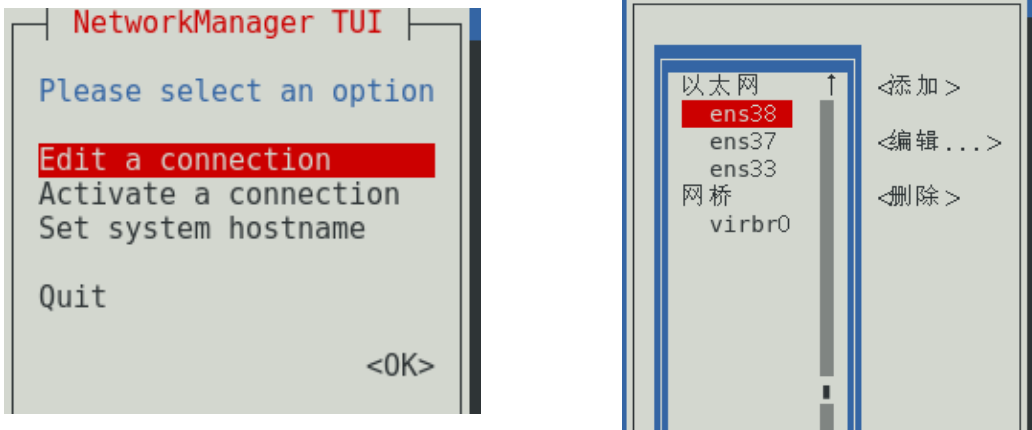 NetworkManager TUI
Please select an option
Edit a connection
Activate a connection
Set system hostname
Quit
<OK>
以太网
ens38
ens37
ens33
网桥
virbr0
<添加>
<编辑...>
<删除>